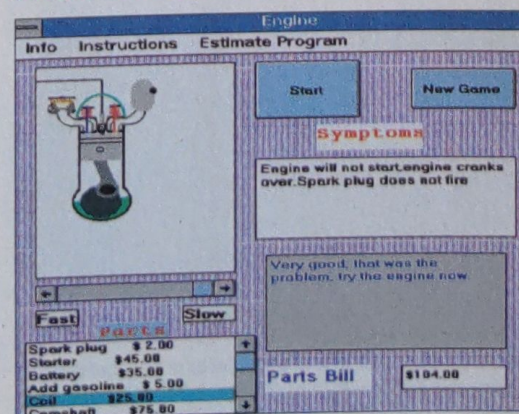 Engine
Info Instructions Estimate Program
Start
New Game
Symptoms
Engine will not start.engine cranks
over.Spark plug does not fire
Very good, that was the
problem, try the engine now.
Fast
Slow
Parts
Spark plug $ 2.00
Starter $45.00
Battery $35.00
Add gasoline $ 5.00
Coil $25.00
Camshaft $75.00
Parts Bill
$104.00